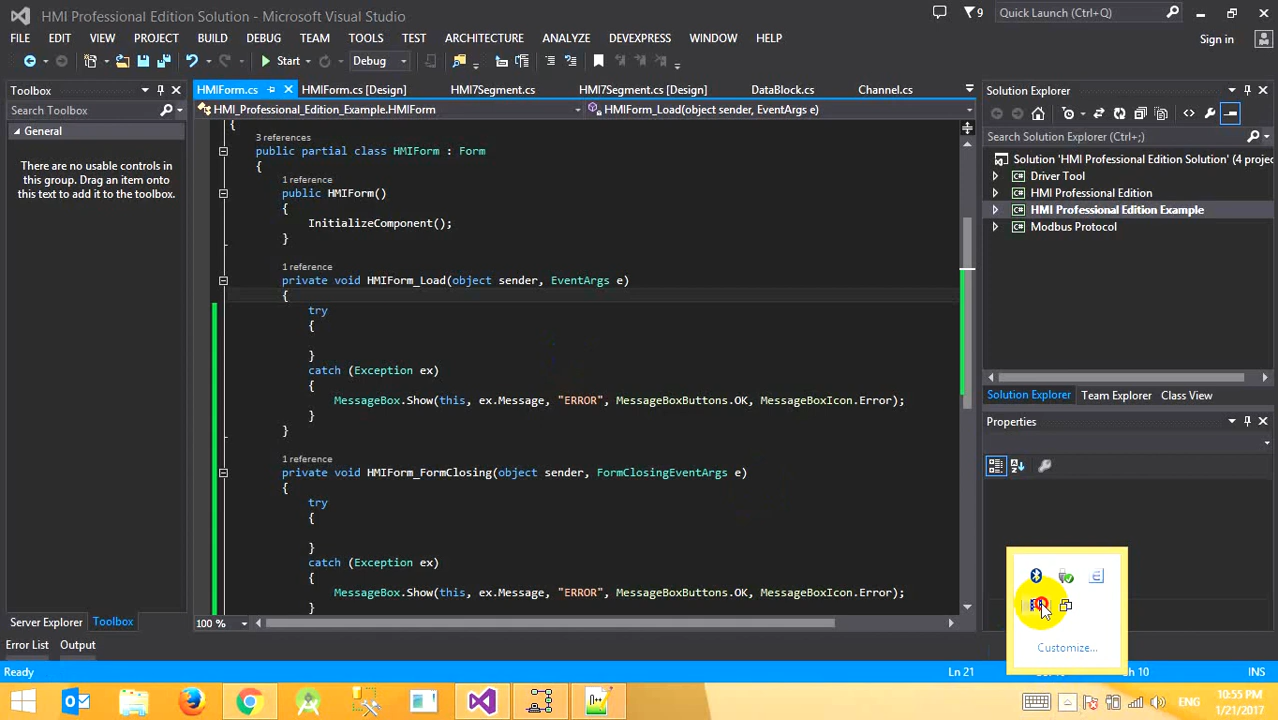 HMI Professional Edition Solution - Microsoft Visual Studio
9
Quick Launch (Ctrl+Q)
FILE EDIT VIEW PROJECT BUILD DEBUG TEAM TOOLS TEST ARCHITECTURE ANALYZE DEVEXPRESS WINDOW HELP
Sign in
Start Debug
Toolbox
Search Toolbox
General
There are no usable controls in
this group. Drag an item onto
this text to add it to the toolbox.
HMIForm.cs HMIForm.cs [Design] HMI7Segment.cs HMI7Segment.cs [Design] DataBlock.cs Channel.cs
HMI_Professional_Edition_Example.HMIForm HMIForm_Load(object sender, EventArgs e)
{
3 references
public partial class HMIForm : Form
{
1 reference
public HMIForm()
{
InitializeComponent();
}
1 reference
private void HMIForm_Load(object sender, EventArgs e)
{
try
{
}
catch (Exception ex)
{
MessageBox.Show(this, ex.Message, "ERROR", MessageBoxButtons.OK, MessageBoxIcon.Error);
}
}
1 reference
private void HMIForm_FormClosing(object sender, FormClosingEventArgs e)
{
try
{
}
catch (Exception ex)
{
MessageBox.Show(this, ex.Message, "ERROR", MessageBoxButtons.OK, MessageBoxIcon.Error);
}
100 %
Solution Explorer
Search Solution Explorer (Ctrl+;)
Solution 'HMI Professional Edition Solution' (4 projec
Driver Tool
HMI Professional Edition
HMI Professional Edition Example
Modbus Protocol
Solution Explorer Team Explorer Class View
Properties
Customize...
Server Explorer Toolbox
Error List Output
Ready
Ln 21
Ch 10
INS
ENG
10:55 PM
1/21/2017